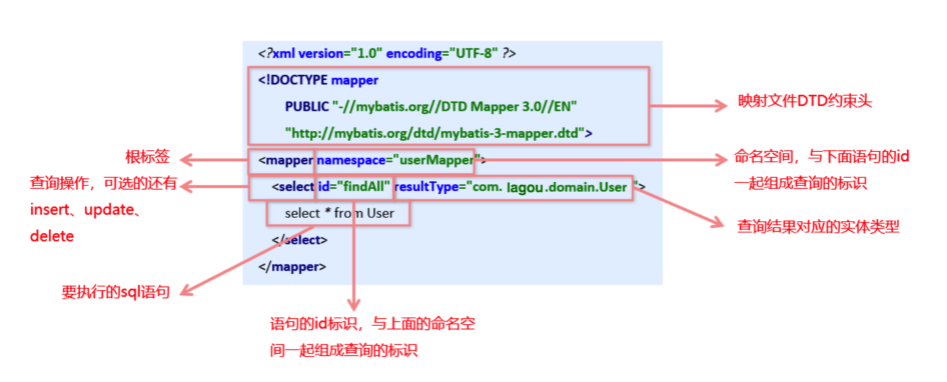 <?xml version="1.0" encoding="UTF-8" ?>
<!DOCTYPE mapper
PUBLIC "-//mybatis.org//DTD Mapper 3.0//EN"
"http://mybatis.org/dtd/mybatis-3-mapper.dtd">
映射文件DTD约束头
根标签
<mapper namespace="userMapper">
命名空间，与下面语句的id
一起组成查询的标识
查询操作，可选的还有
insert、update、
delete
<select id="findAll" resultType="com. lagou.domain.User ">
select * from User
</select>
</mapper>
查询结果对应的实体类型
要执行的sql语句
语句的id标识，与上面的命名空
间一起组成查询的标识